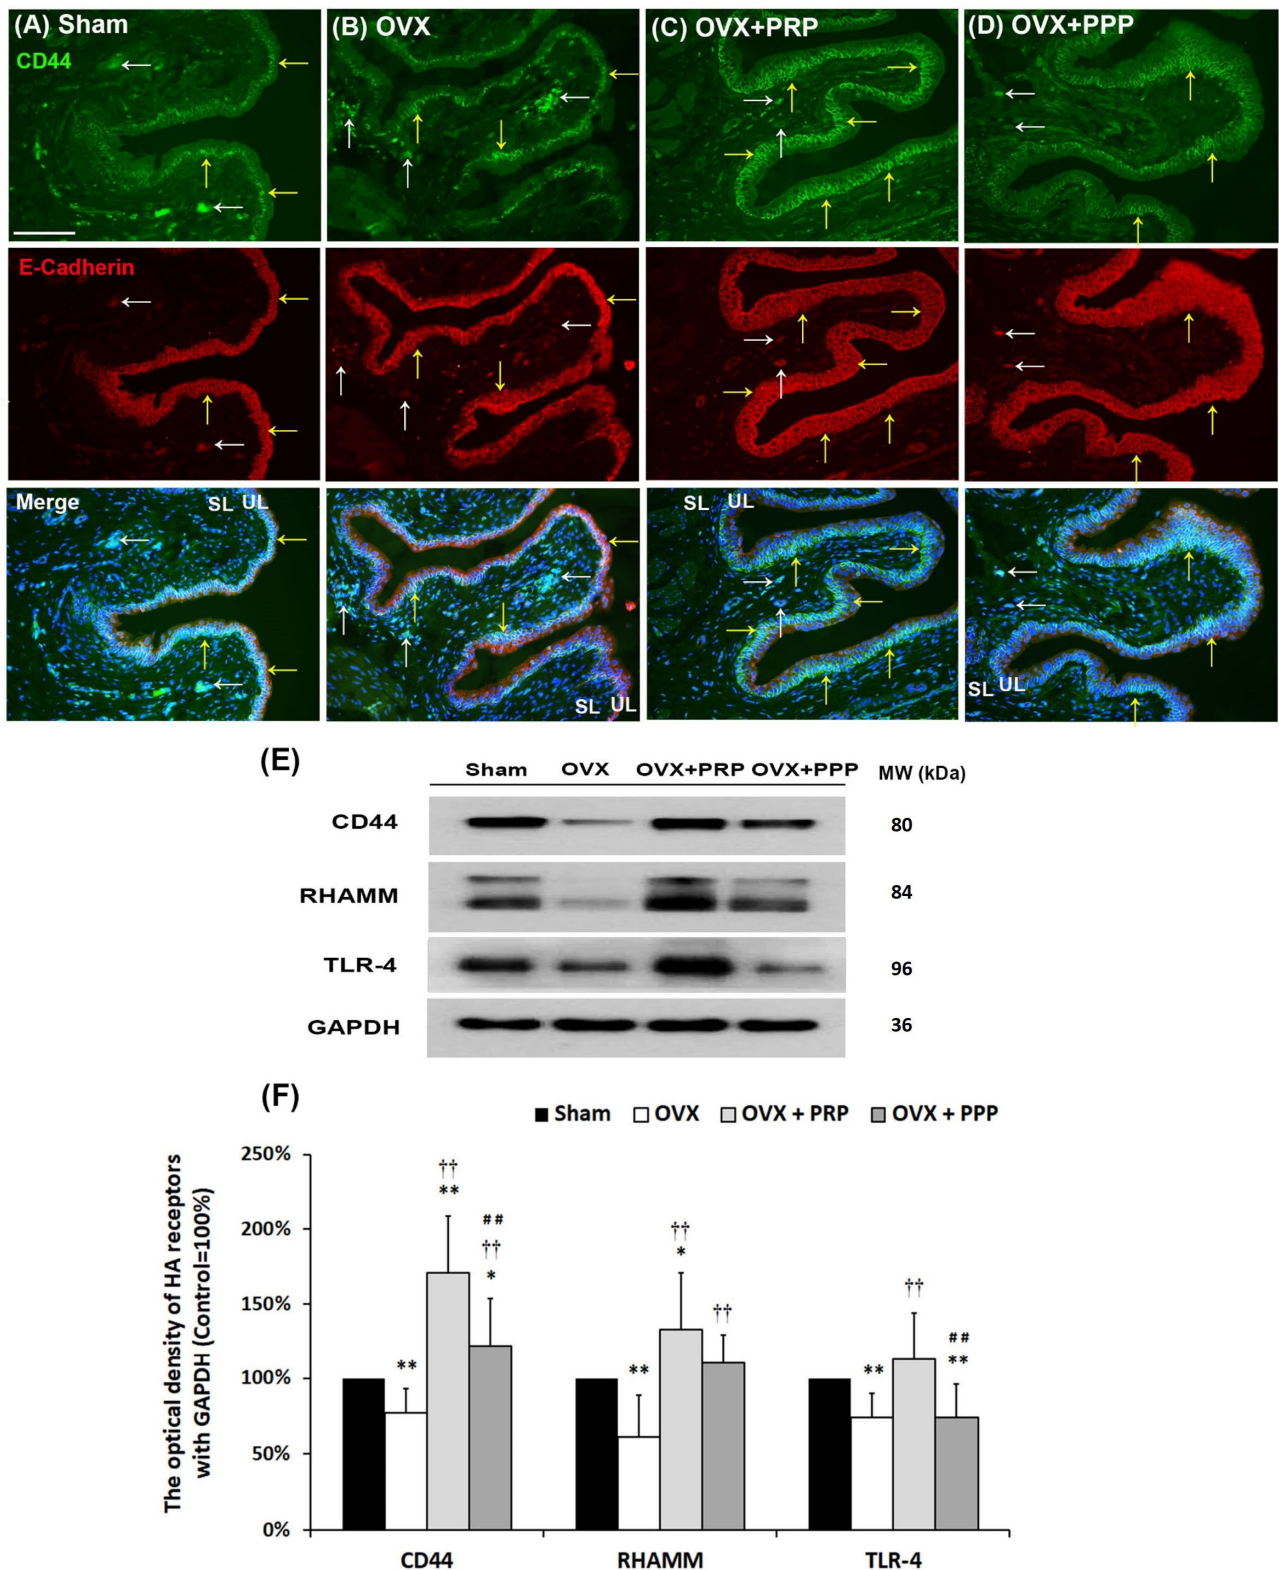 (A) Sham
(B) OVX
(C) OVX+PRP
(D) OVX+PPP
CD44
E-Cadherin
Merge
SL UL
SL UL
SL UL
SL UL
(E)
Sham OVX OVX+PRP OVX+PPP MW (kDa)
CD44 80
RHAMM 84
TLR-4 96
GAPDH 36
(F)
Sham OVX OVX + PRP OVX + PPP
The optical density of HA receptors
with GAPDH (Control=100%)
250%
200%
150%
100%
50%
0%
**
††
**
##
††
*
**
††
*
††
**
††
##
**
CD44 RHAMM TLR-4